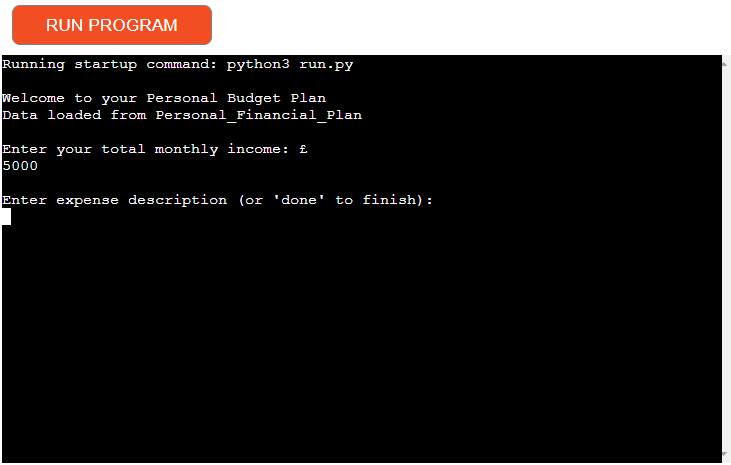 RUN PROGRAM
Running startup command: python3 run.py
Welcome to your Personal Budget Plan
Data loaded from Personal_Financial_Plan
Enter your total monthly income: £
5000
Enter expense description (or 'done' to finish):